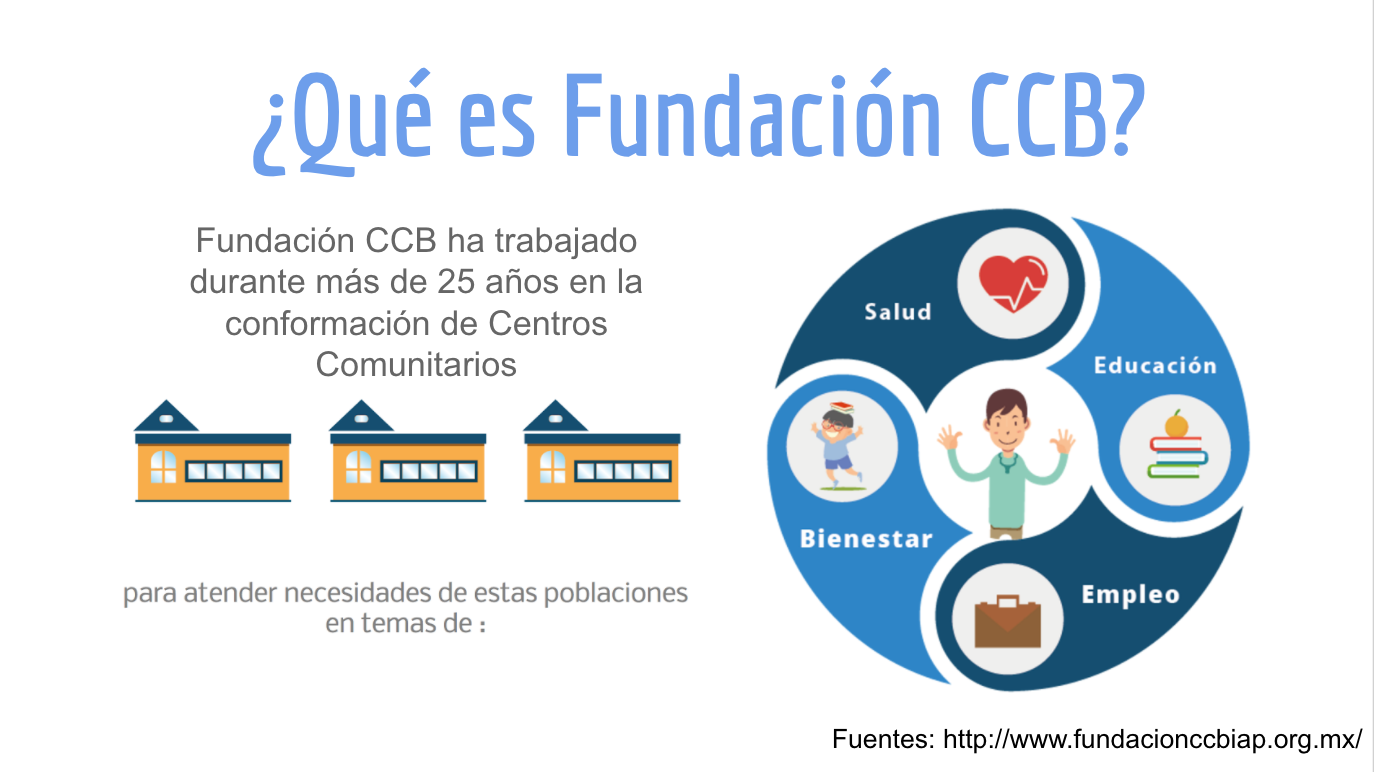 ¿Qué es Fundación CCB?
Fundación CCB ha trabajado
durante más de 25 años en la
conformación de Centros
Comunitarios
para atender necesidades de estas poblaciones
en temas de :
Salud
Educación
Bienestar
Empleo
Fuentes: http://www.fundacionccbiap.org.mx/